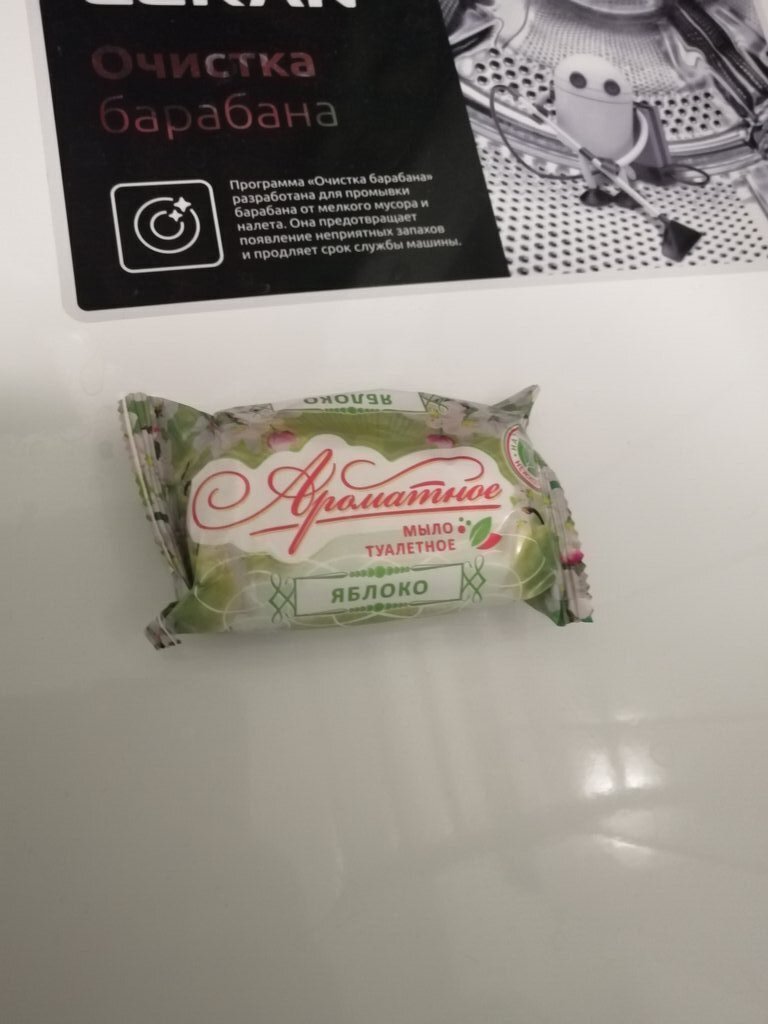 Очистка
барабана
Программа «Очистка барабана»
разработана для промывки
барабана от мелкого мусора и
налета. Она предотвращает
появление неприятных запахов
и продляет срок службы машины.
ЯБЛОКО
Ароматное
МЫЛО
ТУАЛЕТНОЕ
ЯБЛОКО